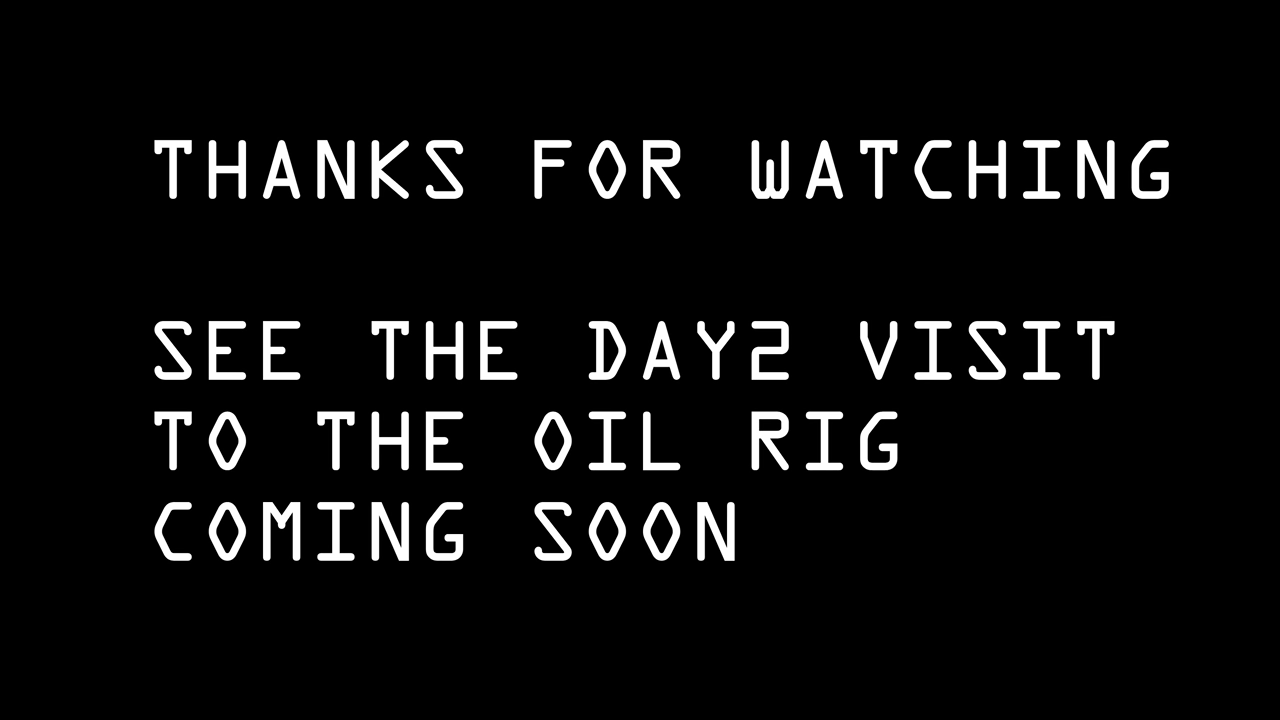 THANKS FOR WATCHING
SEE THE DAY2 VISIT
TO THE OIL RIG
COMING SOON